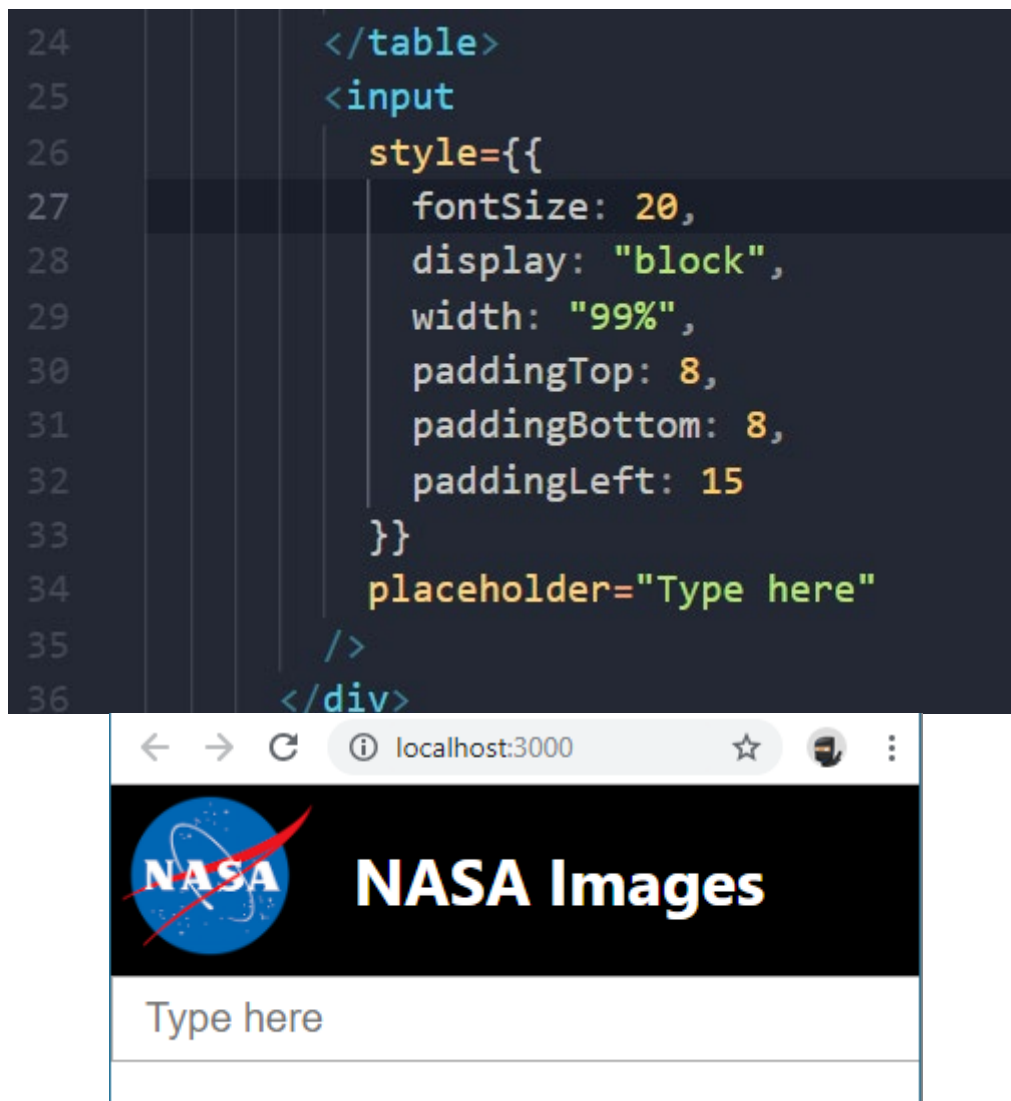 24 </table>
25 <input
26 style={{
27 fontSize: 20,
28 display: "block",
29 width: "99%",
30 paddingTop: 8,
31 paddingBottom: 8,
32 paddingLeft: 15
33 }}
34 placeholder="Type here"
35 />
36 </div>
localhost:3000
NASA NASA Images
Type here